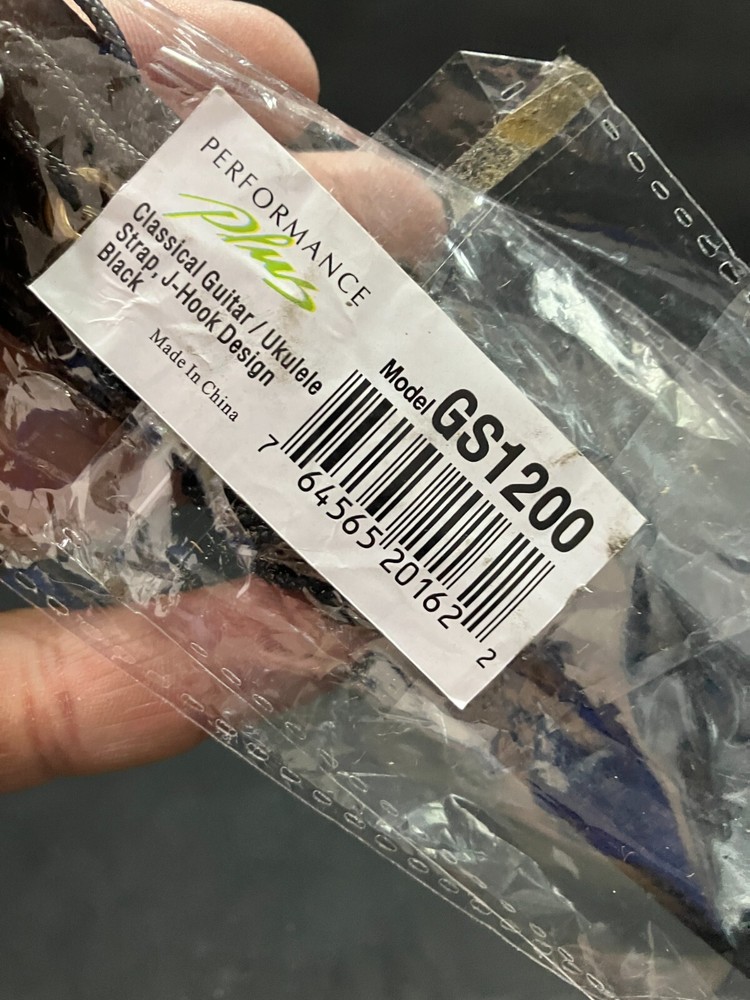 PERFORMANCE
Plus
Classical Guitar / Ukulele
Strap, J-Hook Design
Black
Made In China
Model GS1200
7 64565 20162 2